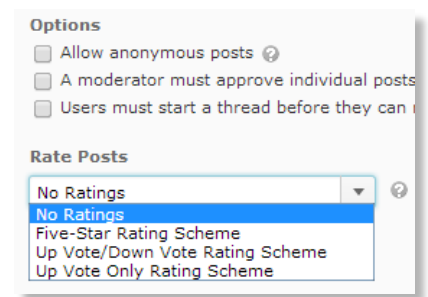 Options
Allow anonymous posts
A moderator must approve individual posts
Users must start a thread before they can
Rate Posts
No Ratings
No Ratings
Five-Star Rating Scheme
Up Vote/Down Vote Rating Scheme
Up Vote Only Rating Scheme